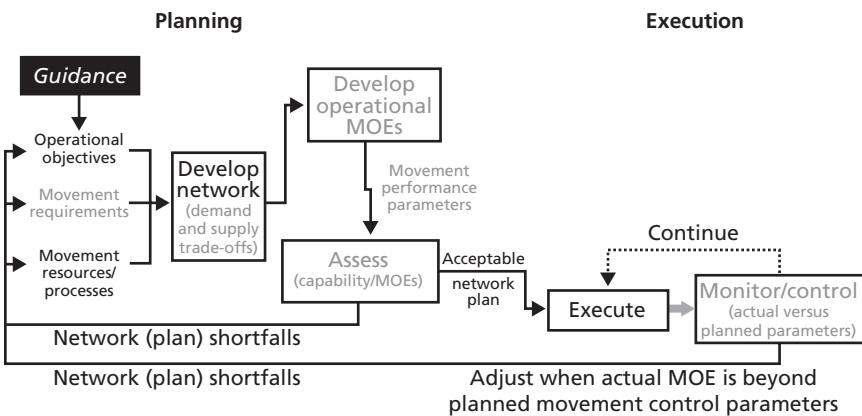 Planning
Execution
Guidance
Develop
operational
MOEs
Operational
objectives
Develop
network
(demand
and supply
trade-offs)
Movement
performance
parameters
Movement
requirements
Movement
resources/
processes
Assess
(capability/MOEs)
Acceptable
network
plan
Continue
Execute
Monitor/control
(actual versus
planned parameters)
Network (plan) shortfalls
Network (plan) shortfalls
Adjust when actual MOE is beyond
planned movement control parameters